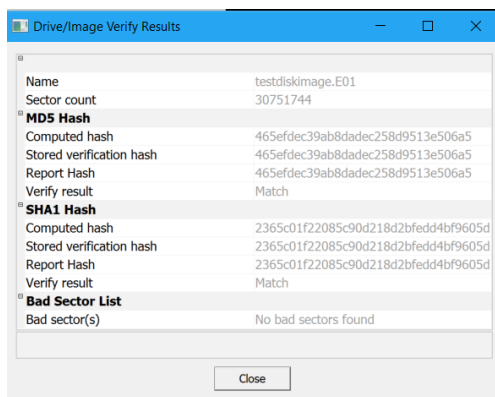 Drive/Image Verify Results
Name testdiskimage.E01
Sector count 30751744
MD5 Hash
Computed hash 465efdec39ab8dadec258d9513e506a5
Stored verification hash 465efdec39ab8dadec258d9513e506a5
Report Hash 465efdec39ab8dadec258d9513e506a5
Verify result Match
SHA1 Hash
Computed hash 2365c01f22085c90d218d2bfedd4bf9605d
Stored verification hash 2365c01f22085c90d218d2bfedd4bf9605d
Report Hash 2365c01f22085c90d218d2bfedd4bf9605d
Verify result Match
Bad Sector List
Bad sector(s) No bad sectors found
Close